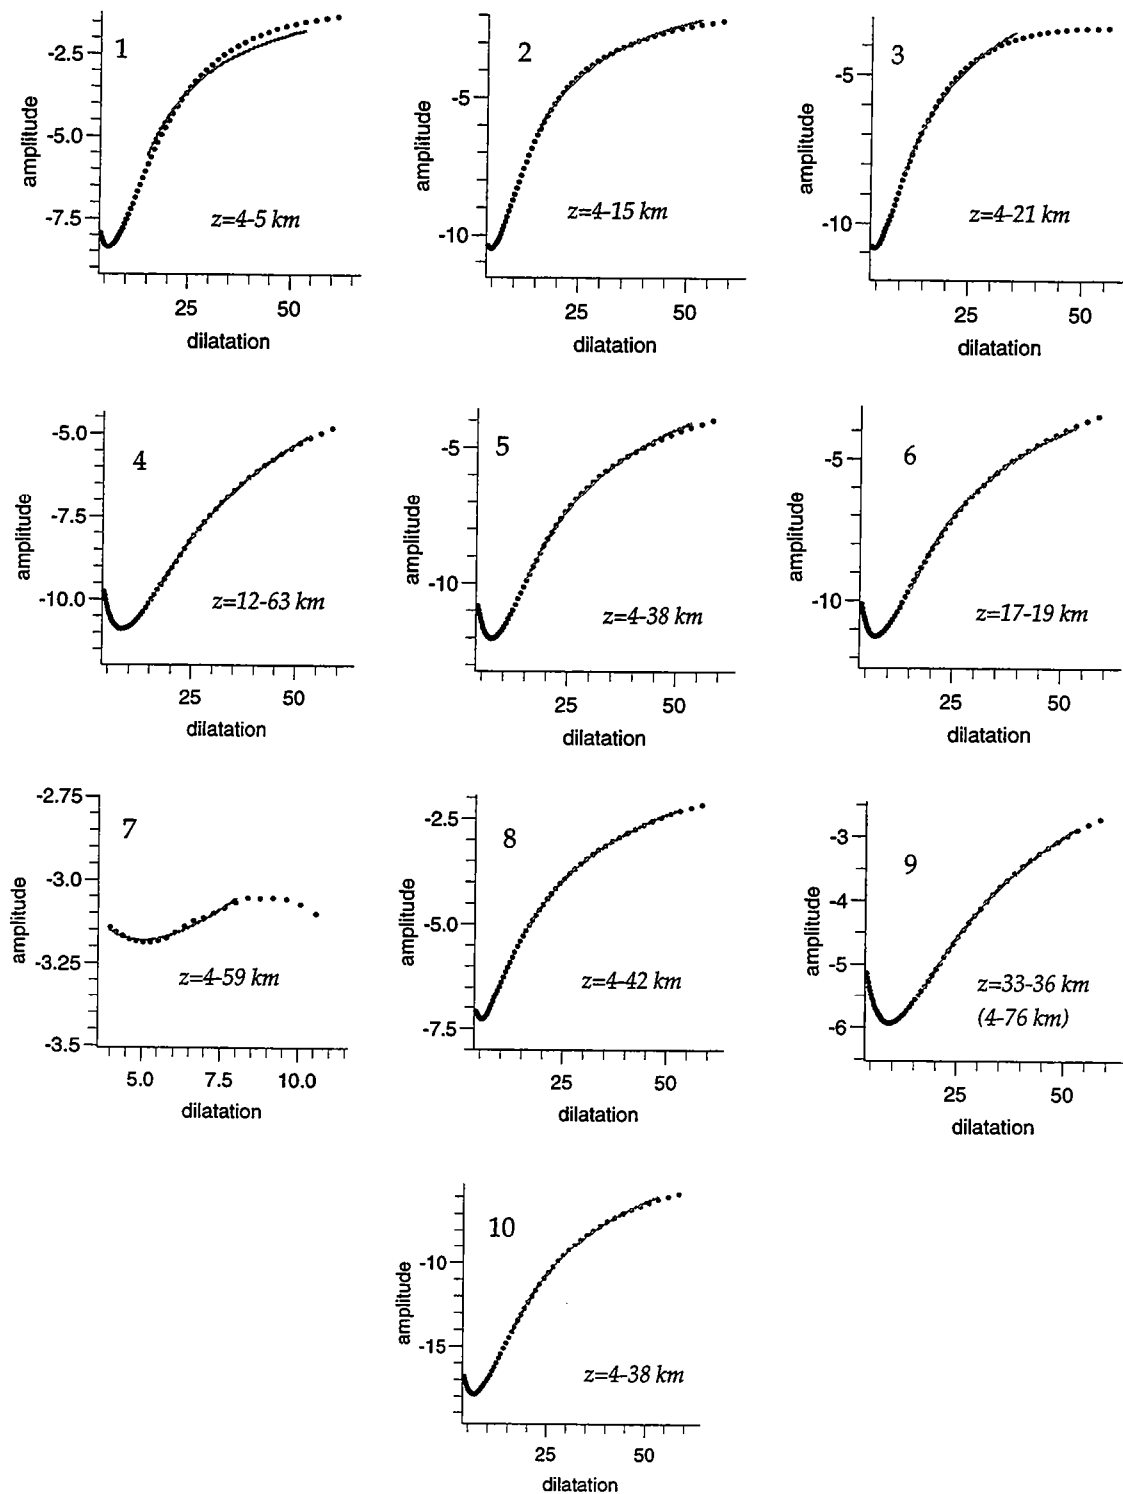 1
-2.5
-5.0
-7.5
amplitude
z=4-5 km
25 50
dilatation
2
-5
-10
amplitude
z=4-15 km
25 50
dilatation
3
-5
-10
amplitude
z=4-21 km
25 50
dilatation
4
-5.0
-7.5
-10.0
amplitude
z=12-63 km
25 50
dilatation
5
-5
-10
amplitude
z=4-38 km
25 50
dilatation
6
-5
-10
amplitude
z=17-19 km
25 50
dilatation
7
-2.75
-3.0
-3.25
-3.5
amplitude
z=4-59 km
5.0 7.5 10.0
dilatation
8
-2.5
-5.0
-7.5
amplitude
z=4-42 km
25 50
dilatation
9
-3
-4
-5
-6
amplitude
z=33-36 km
(4-76 km)
25 50
dilatation
10
-10
-15
amplitude
z=4-38 km
25 50
dilatation